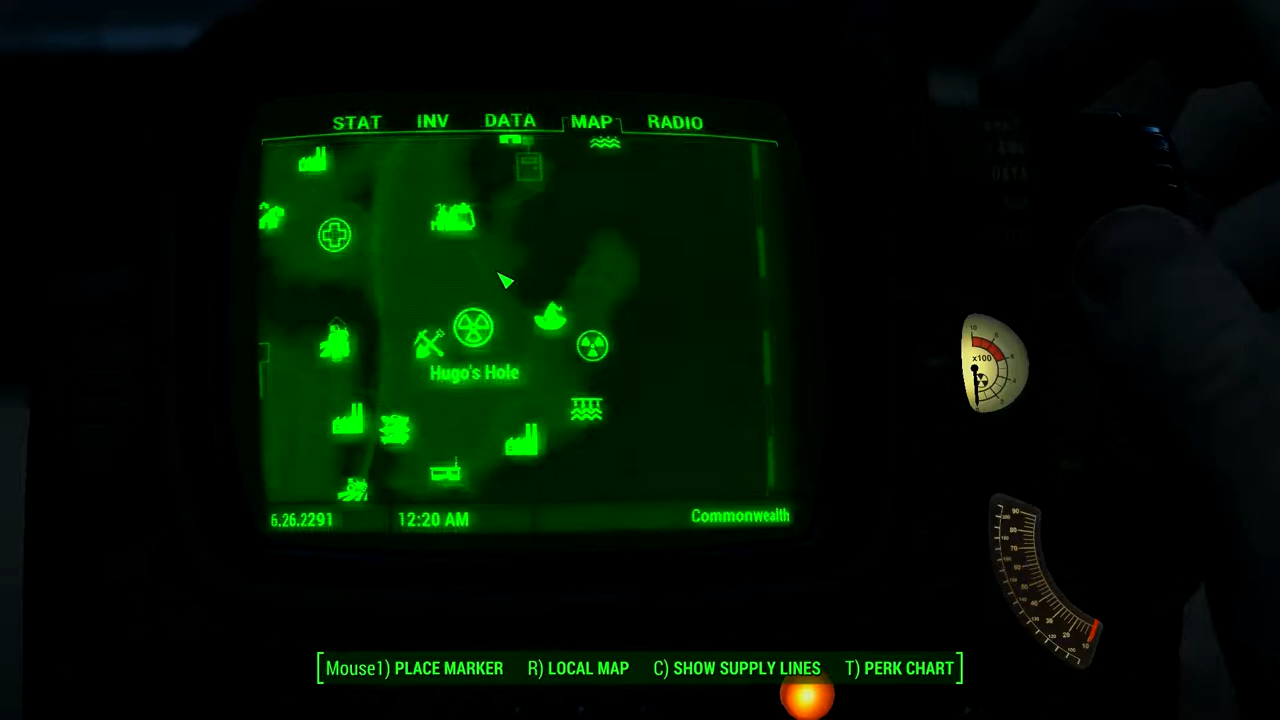 STAT INV DATA MAP RADIO
Hugo's Hole
6.26.2291 12:20 AM Commonwealth
x100
[Mouse1) PLACE MARKER R) LOCAL MAP C) SHOW SUPPLY LINES T) PERK CHART]